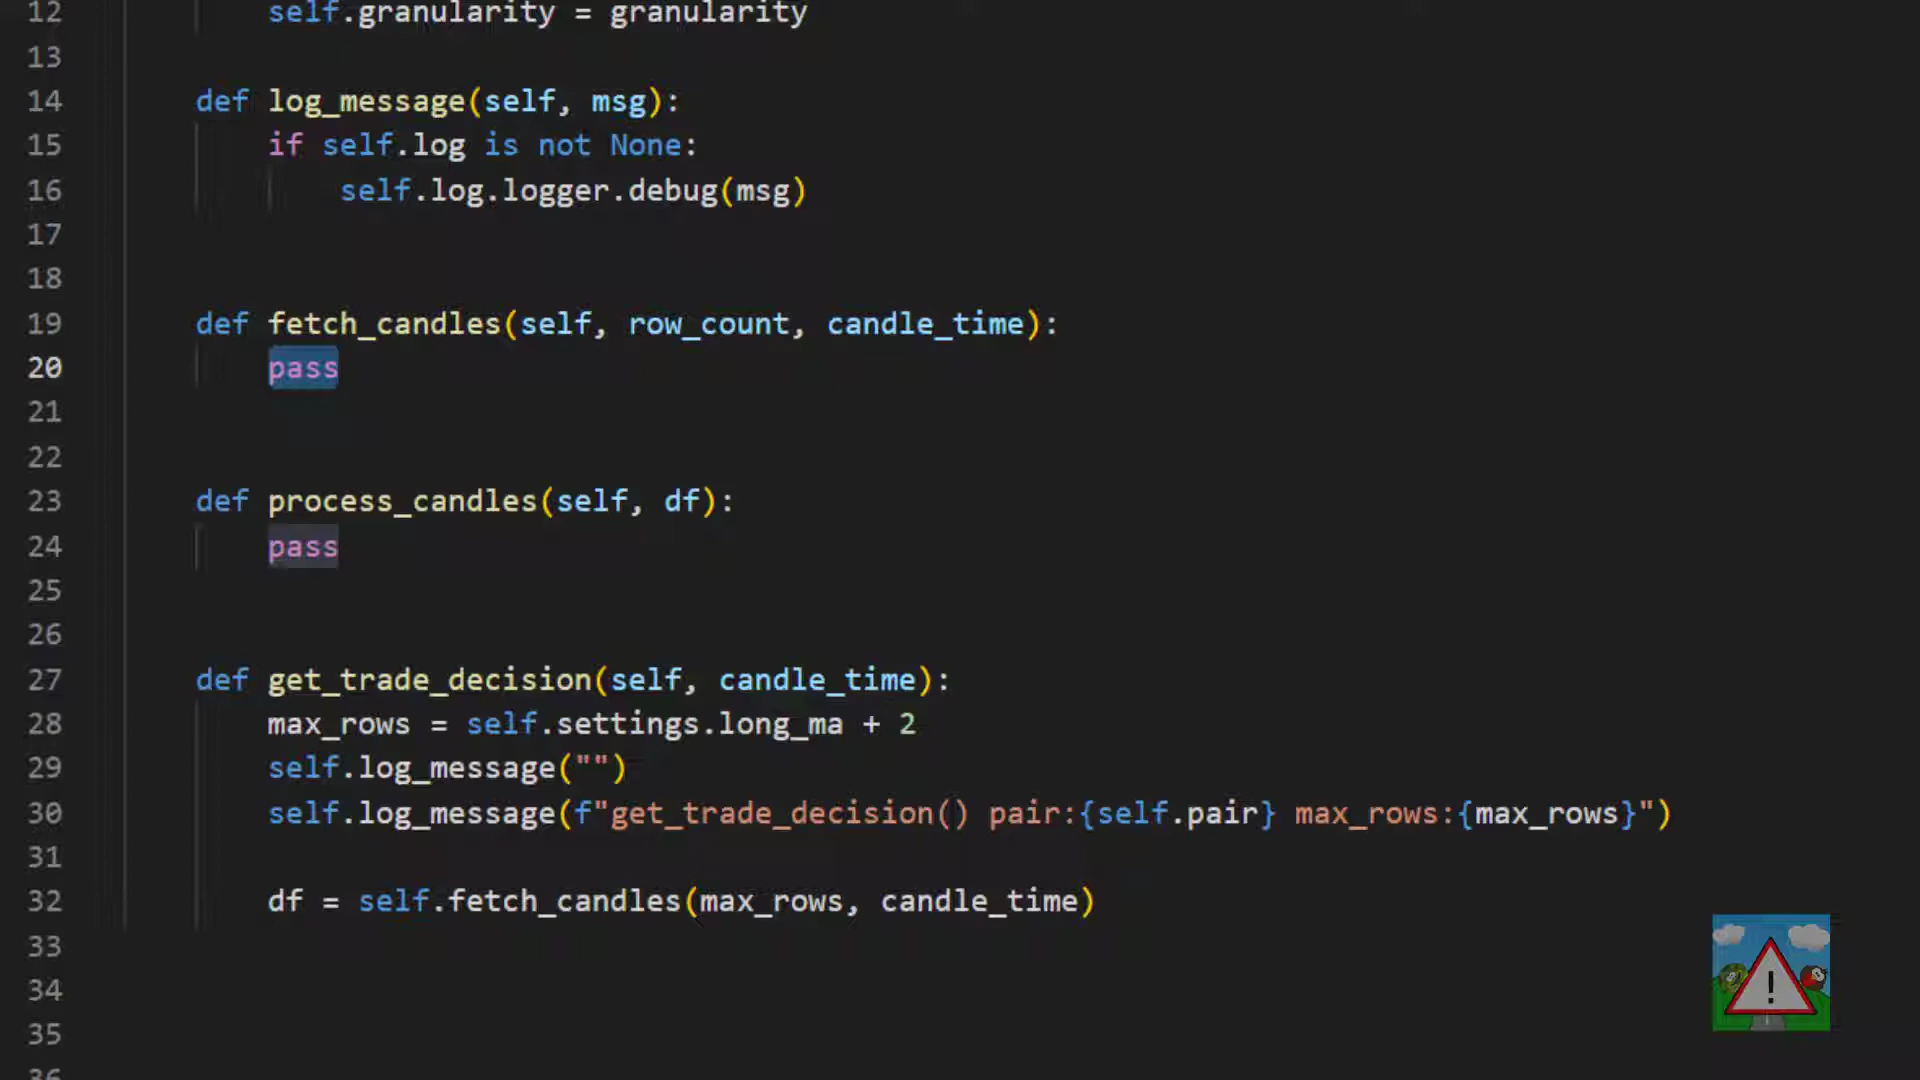 12 self.granularity = granularity
13
14 def log_message(self, msg):
15 if self.log is not None:
16 self.log.logger.debug(msg)
17
18
19 def fetch_candles(self, row_count, candle_time):
20 pass
21
22
23 def process_candles(self, df):
24 pass
25
26
27 def get_trade_decision(self, candle_time):
28 max_rows = self.settings.long_ma + 2
29 self.log_message("")
30 self.log_message(f"get_trade_decision() pair:{self.pair} max_rows:{max_rows}")
31
32 df = self.fetch_candles(max_rows, candle_time)
33
34
35
36
!